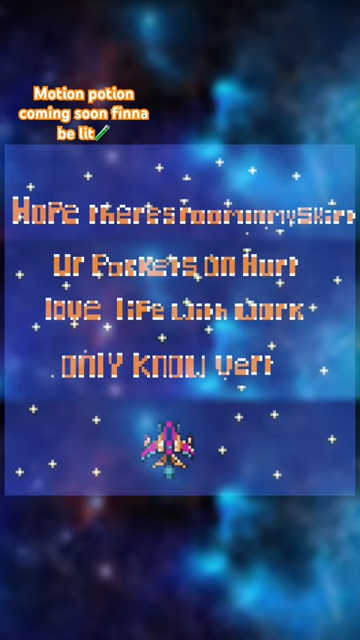 Motion potion
coming soon finna
be lit🧪
Hope theres room in my skirt
Ur Pockets on Hurt
love life with work
only know vert